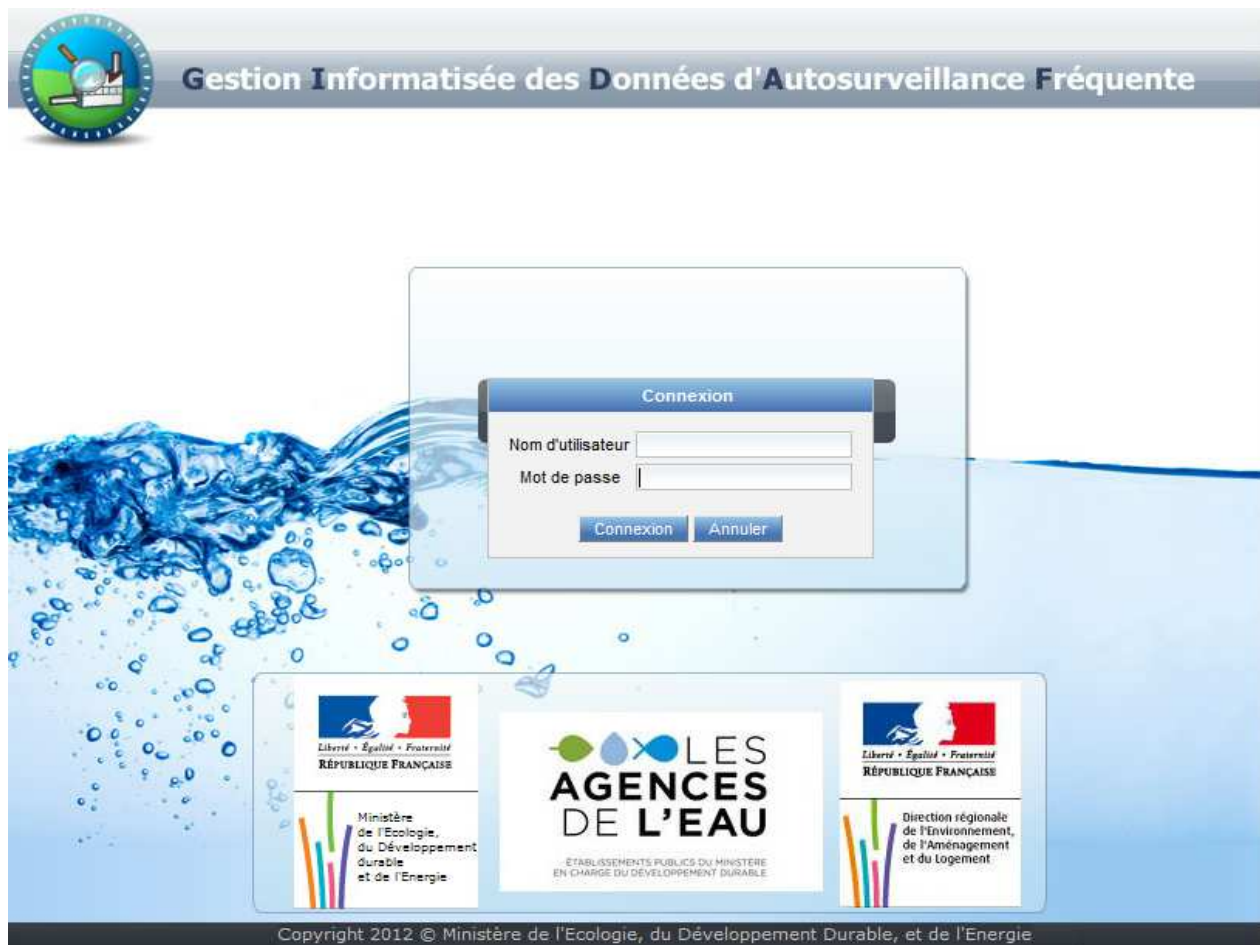 Gestion Informatisée des Données d'Autosurveillance Fréquente
Connexion
Nom d'utilisateur
Mot de passe
Connexion Annuler
Liberté • Égalité • Fraternité
RÉPUBLIQUE FRANÇAISE
Ministère
de l'Ecologie,
du Développement
durable
et de l'Energie
LES
AGENCES
DE L'EAU
ÉTABLISSEMENTS PUBLICS DU MINISTÈRE
EN CHARGE DU DÉVELOPPEMENT DURABLE
Liberté • Égalité • Fraternité
RÉPUBLIQUE FRANÇAISE
Direction régionale
de l'Environnement,
de l'Aménagement
et du Logement
Copyright 2012 © Ministère de l'Ecologie, du Développement Durable, et de l'Energie